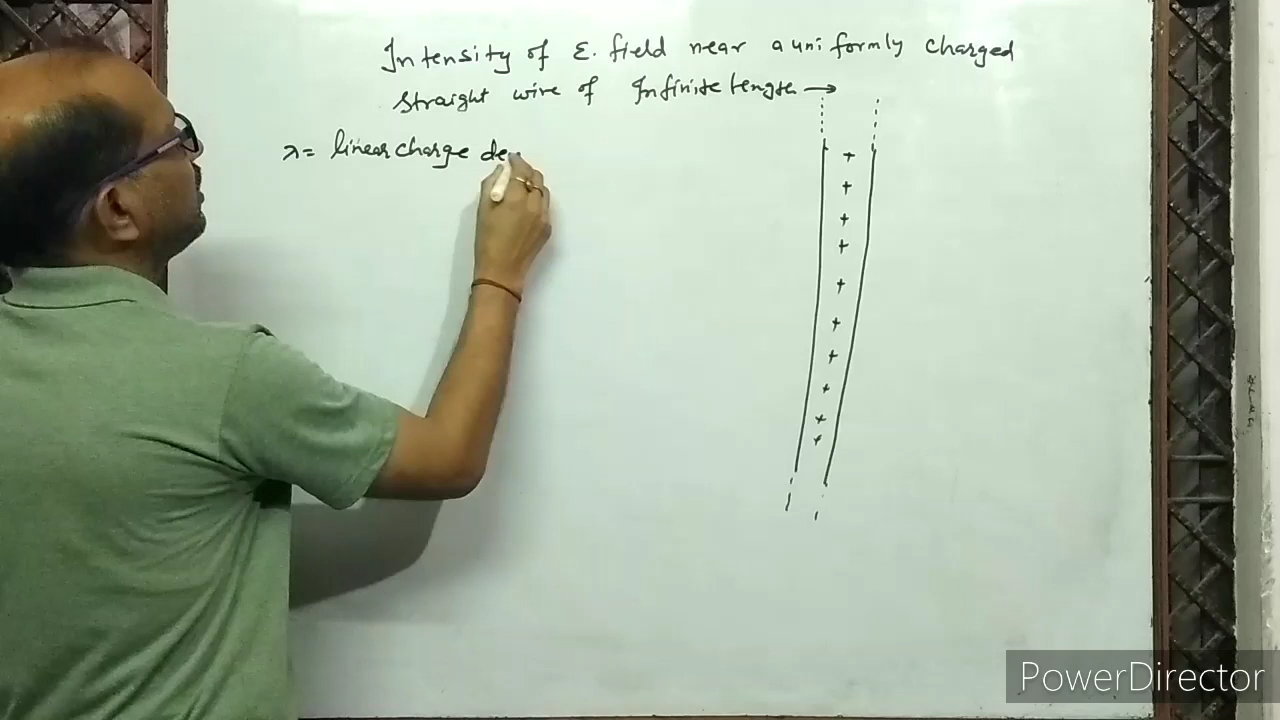 Intensity of E. field near a uniformly charged
straight wire of Infinite length →
λ = linear charge de
+
+
+
+
+
+
+
+
+
+
PowerDirector